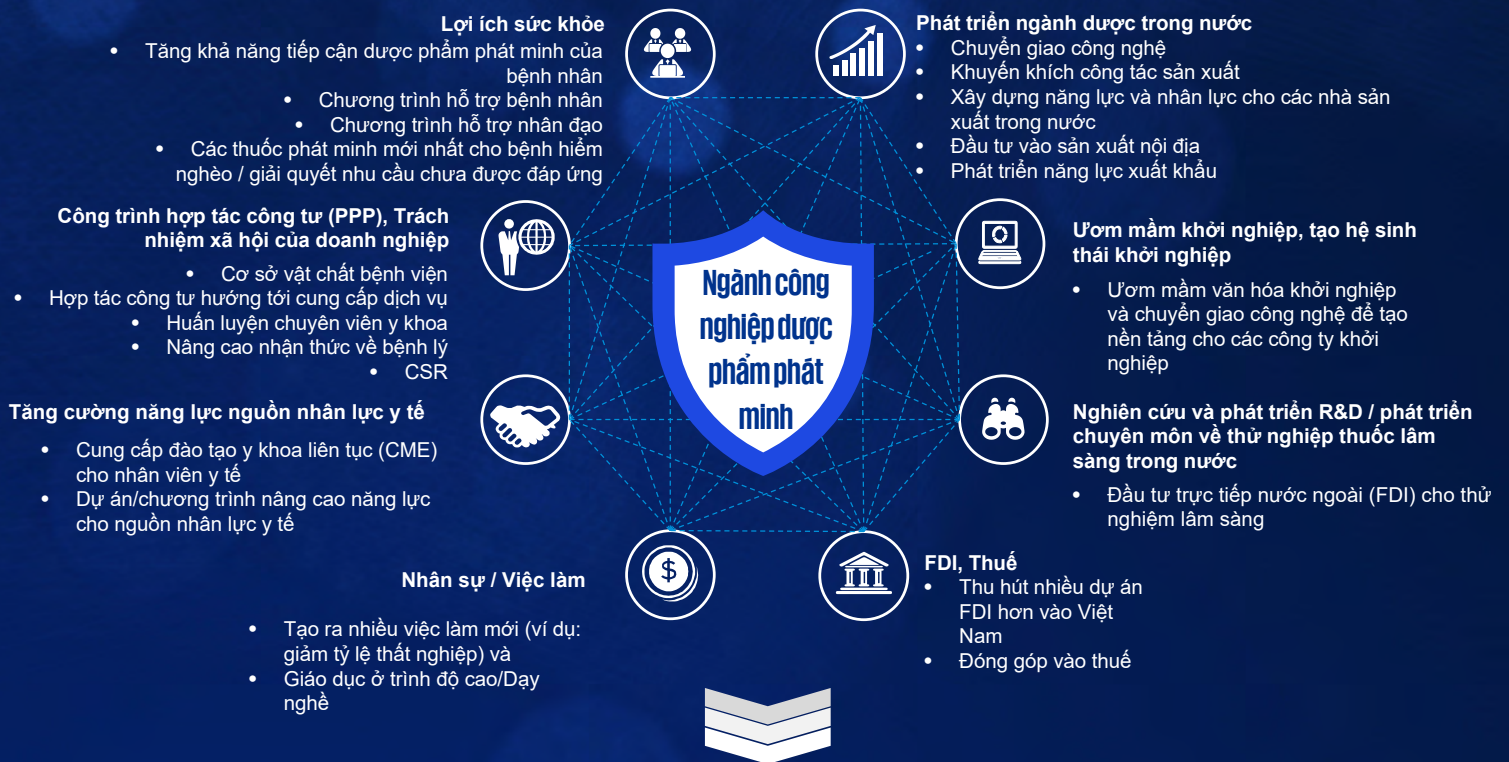 Lợi ích sức khỏe
• Tăng khả năng tiếp cận dược phẩm phát minh của
bệnh nhân
• Chương trình hỗ trợ bệnh nhân
• Chương trình hỗ trợ nhân đạo
• Các thuốc phát minh mới nhất cho bệnh hiểm
nghèo / giải quyết nhu cầu chưa được đáp ứng
Phát triển ngành dược trong nước
• Chuyển giao công nghệ
• Khuyến khích công tác sản xuất
• Xây dựng năng lực và nhân lực cho các nhà sản
xuất trong nước
• Đầu tư vào sản xuất nội địa
• Phát triển năng lực xuất khẩu
Công trình hợp tác công tư (PPP), Trách
nhiệm xã hội của doanh nghiệp
• Cơ sở vật chất bệnh viện
• Hợp tác công tư hướng tới cung cấp dịch vụ
• Huấn luyện chuyên viên y khoa
• Nâng cao nhận thức về bệnh lý
• CSR
Ngành công
nghiệp dược
phẩm phát
minh
Ươm mầm khởi nghiệp, tạo hệ sinh
thái khởi nghiệp
• Ươm mầm văn hóa khởi nghiệp
và chuyển giao công nghệ để tạo
nền tảng cho các công ty khởi
nghiệp
Tăng cường năng lực nguồn nhân lực y tế
• Cung cấp đào tạo y khoa liên tục (CME)
cho nhân viên y tế
• Dự án/chương trình nâng cao năng lực
cho nguồn nhân lực y tế
Nghiên cứu và phát triển R&D / phát triển
chuyên môn về thử nghiệp thuốc lâm
sàng trong nước
• Đầu tư trực tiếp nước ngoài (FDI) cho thử
nghiệm lâm sàng
Nhân sự / Việc làm
• Tạo ra nhiều việc làm mới (ví dụ:
giảm tỷ lệ thất nghiệp) và
• Giáo dục ở trình độ cao/Dạy
nghề
$
FDI, Thuế
• Thu hút nhiều dự án
FDI hơn vào Việt
Nam
• Đóng góp vào thuế